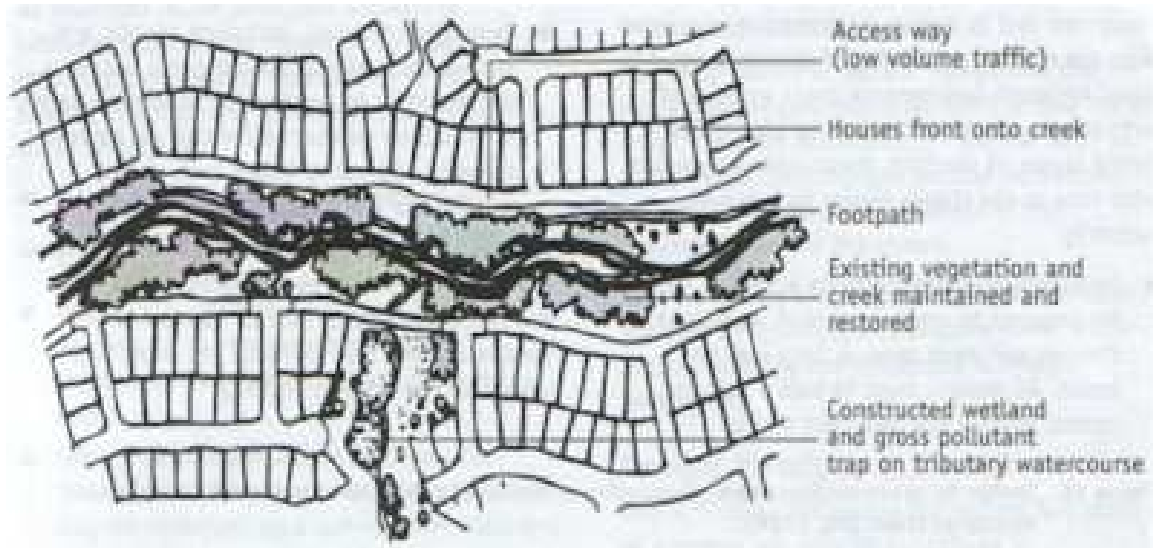 Access way
(low volume traffic)
Houses front onto creek
Footpath
Existing vegetation and
creek maintained and
restored
Constructed wetland
and gross pollutant
trap on tributary watercourse